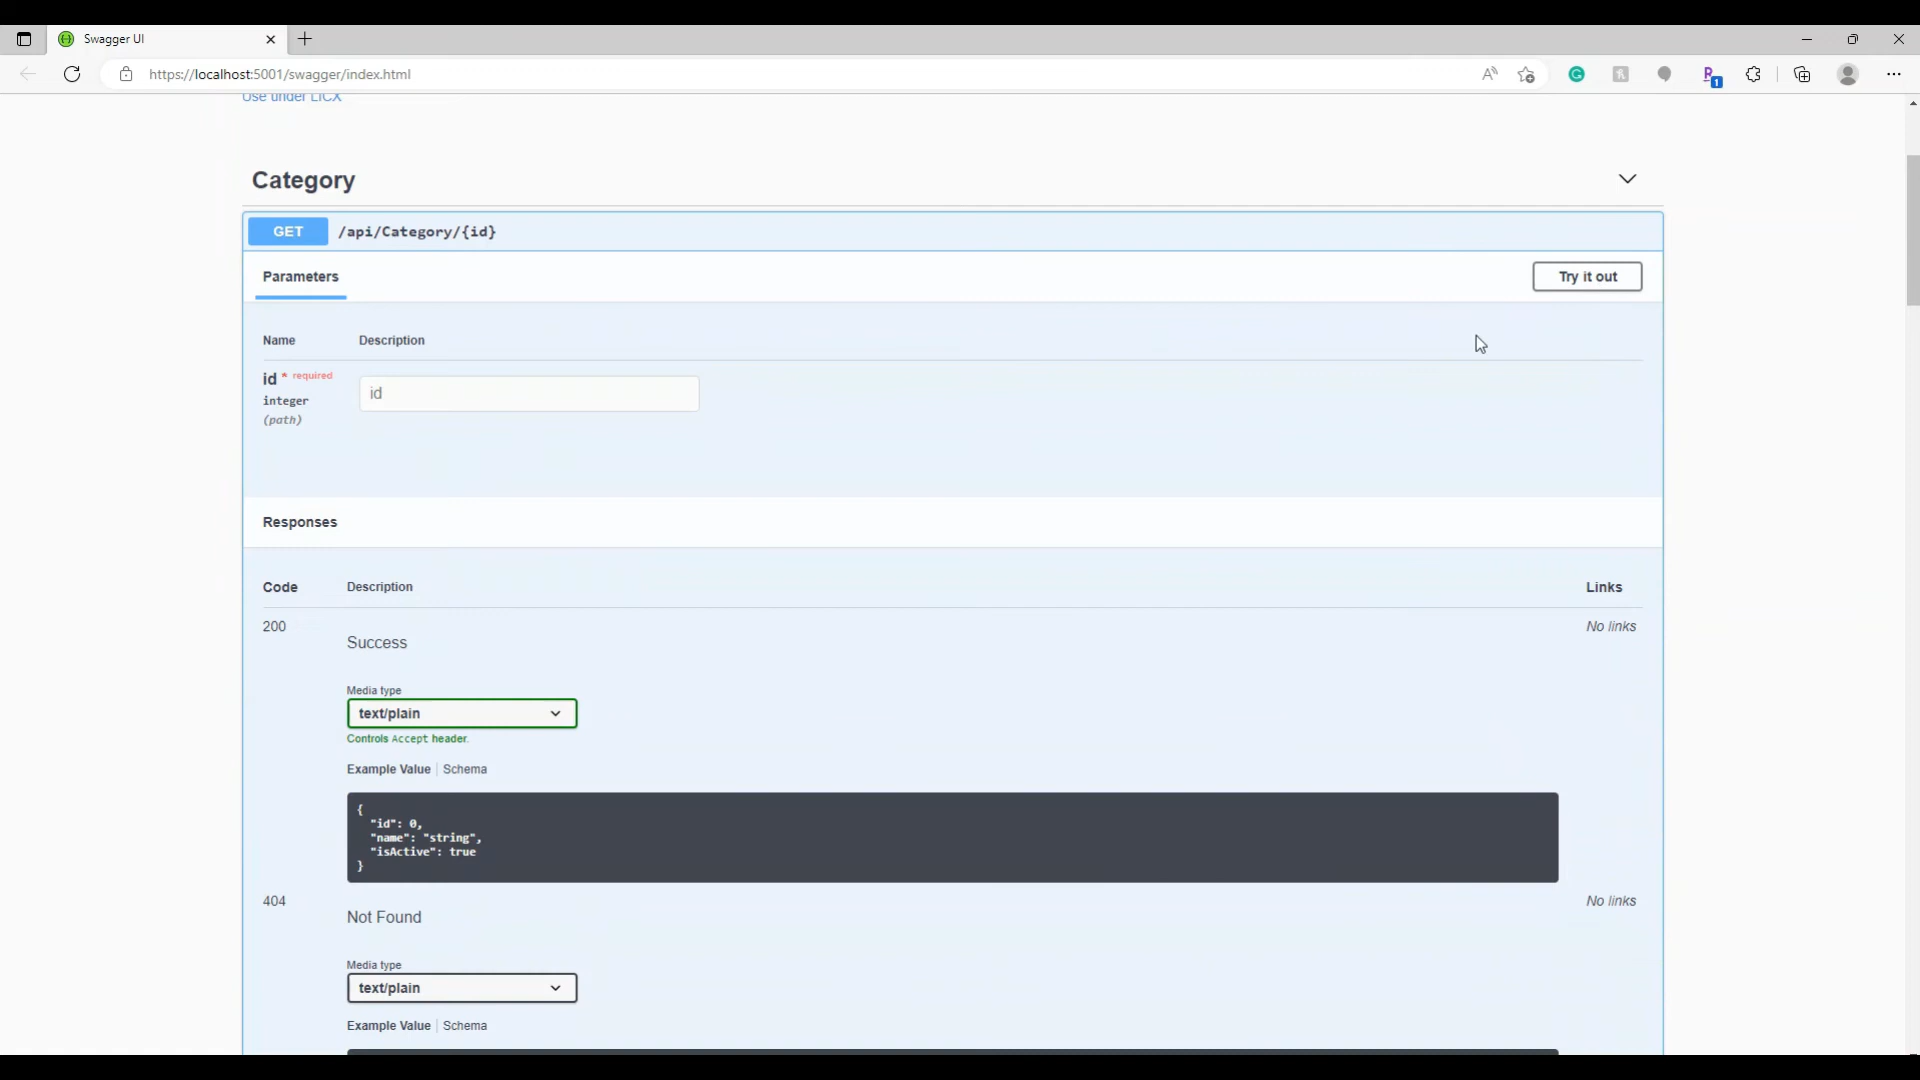 Swagger UI
https://localhost:5001/swagger/index.html
Use under LICX
Category
GET /api/Category/{id}
Parameters
Try it out
Name Description
id * required
integer
(path)
id
Responses
Code Description Links
200 Success No links
Media type
text/plain
Controls Accept header.
Example Value Schema
{
"id": 0,
"name": "string",
"isActive": true
}
404 Not Found No links
Media type
text/plain
Example Value Schema